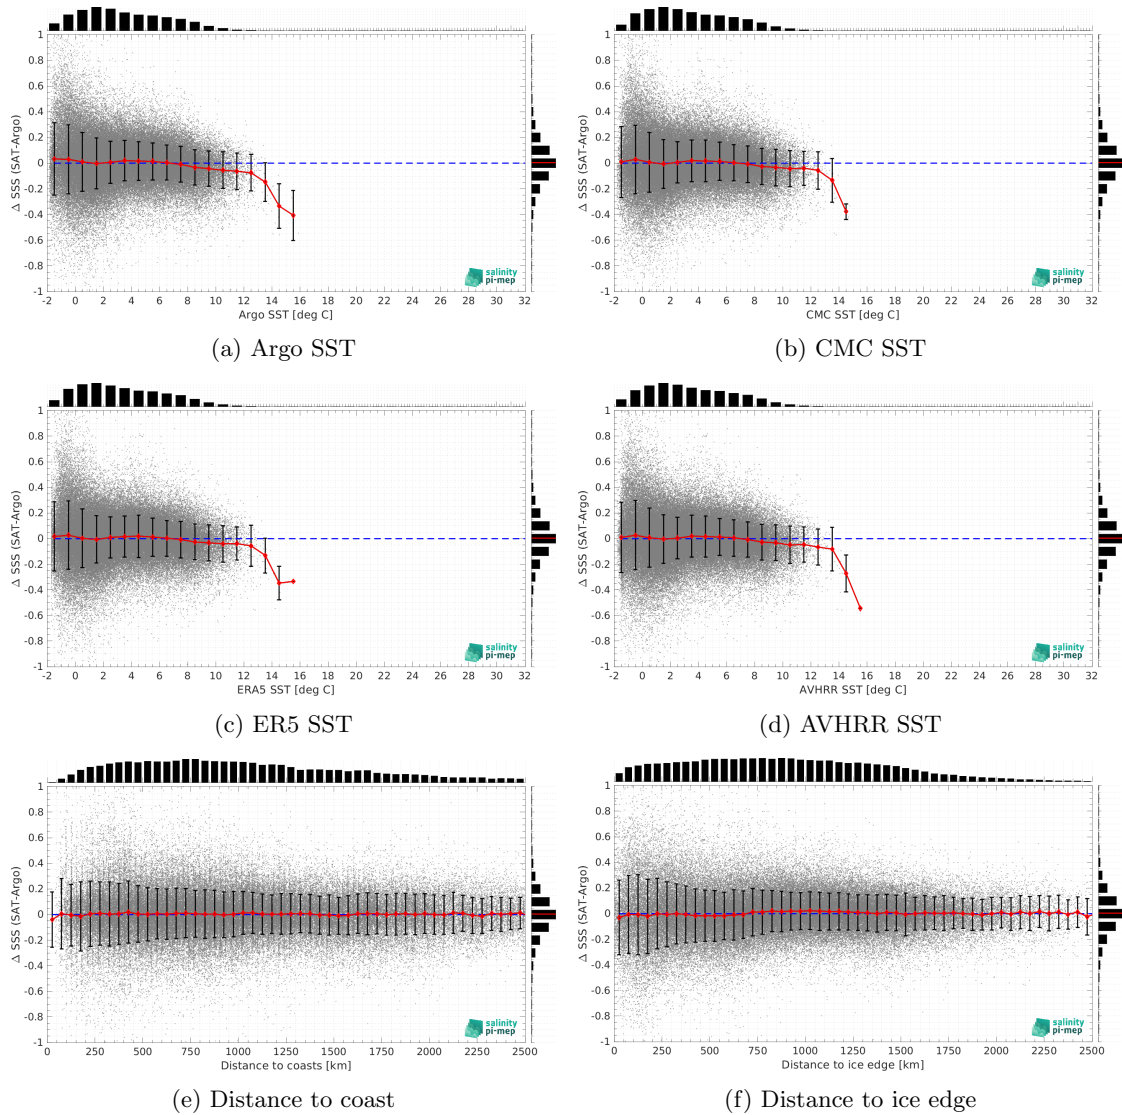 1
0.8
0.6
0.4
0.2
0
-0.2
-0.4
-0.6
-0.8
-1
Δ SSS (SAT-Argo)
salinity
pi-mep
-2 0 2 4 6 8 10 12 14 16 18 20 22 24 26 28 30 32
Argo SST [deg C]
(a) Argo SST
1
0.8
0.6
0.4
0.2
0
-0.2
-0.4
-0.6
-0.8
-1
Δ SSS (SAT-Argo)
salinity
pi-mep
-2 0 2 4 6 8 10 12 14 16 18 20 22 24 26 28 30 32
CMC SST [deg C]
(b) CMC SST
1
0.8
0.6
0.4
0.2
0
-0.2
-0.4
-0.6
-0.8
-1
Δ SSS (SAT-Argo)
salinity
pi-mep
-2 0 2 4 6 8 10 12 14 16 18 20 22 24 26 28 30 32
ERA5 SST [deg C]
(c) ER5 SST
1
0.8
0.6
0.4
0.2
0
-0.2
-0.4
-0.6
-0.8
-1
Δ SSS (SAT-Argo)
salinity
pi-mep
-2 0 2 4 6 8 10 12 14 16 18 20 22 24 26 28 30 32
AVHRR SST [deg C]
(d) AVHRR SST
1
0.8
0.6
0.4
0.2
0
-0.2
-0.4
-0.6
-0.8
-1
Δ SSS (SAT-Argo)
salinity
pi-mep
0 250 500 750 1000 1250 1500 1750 2000 2250 2500
Distance to coasts [km]
(e) Distance to coast
1
0.8
0.6
0.4
0.2
0
-0.2
-0.4
-0.6
-0.8
-1
Δ SSS (SAT-Argo)
salinity
pi-mep
0 250 500 750 1000 1250 1500 1750 2000 2250 2500
Distance to ice edge [km]
(f) Distance to ice edge